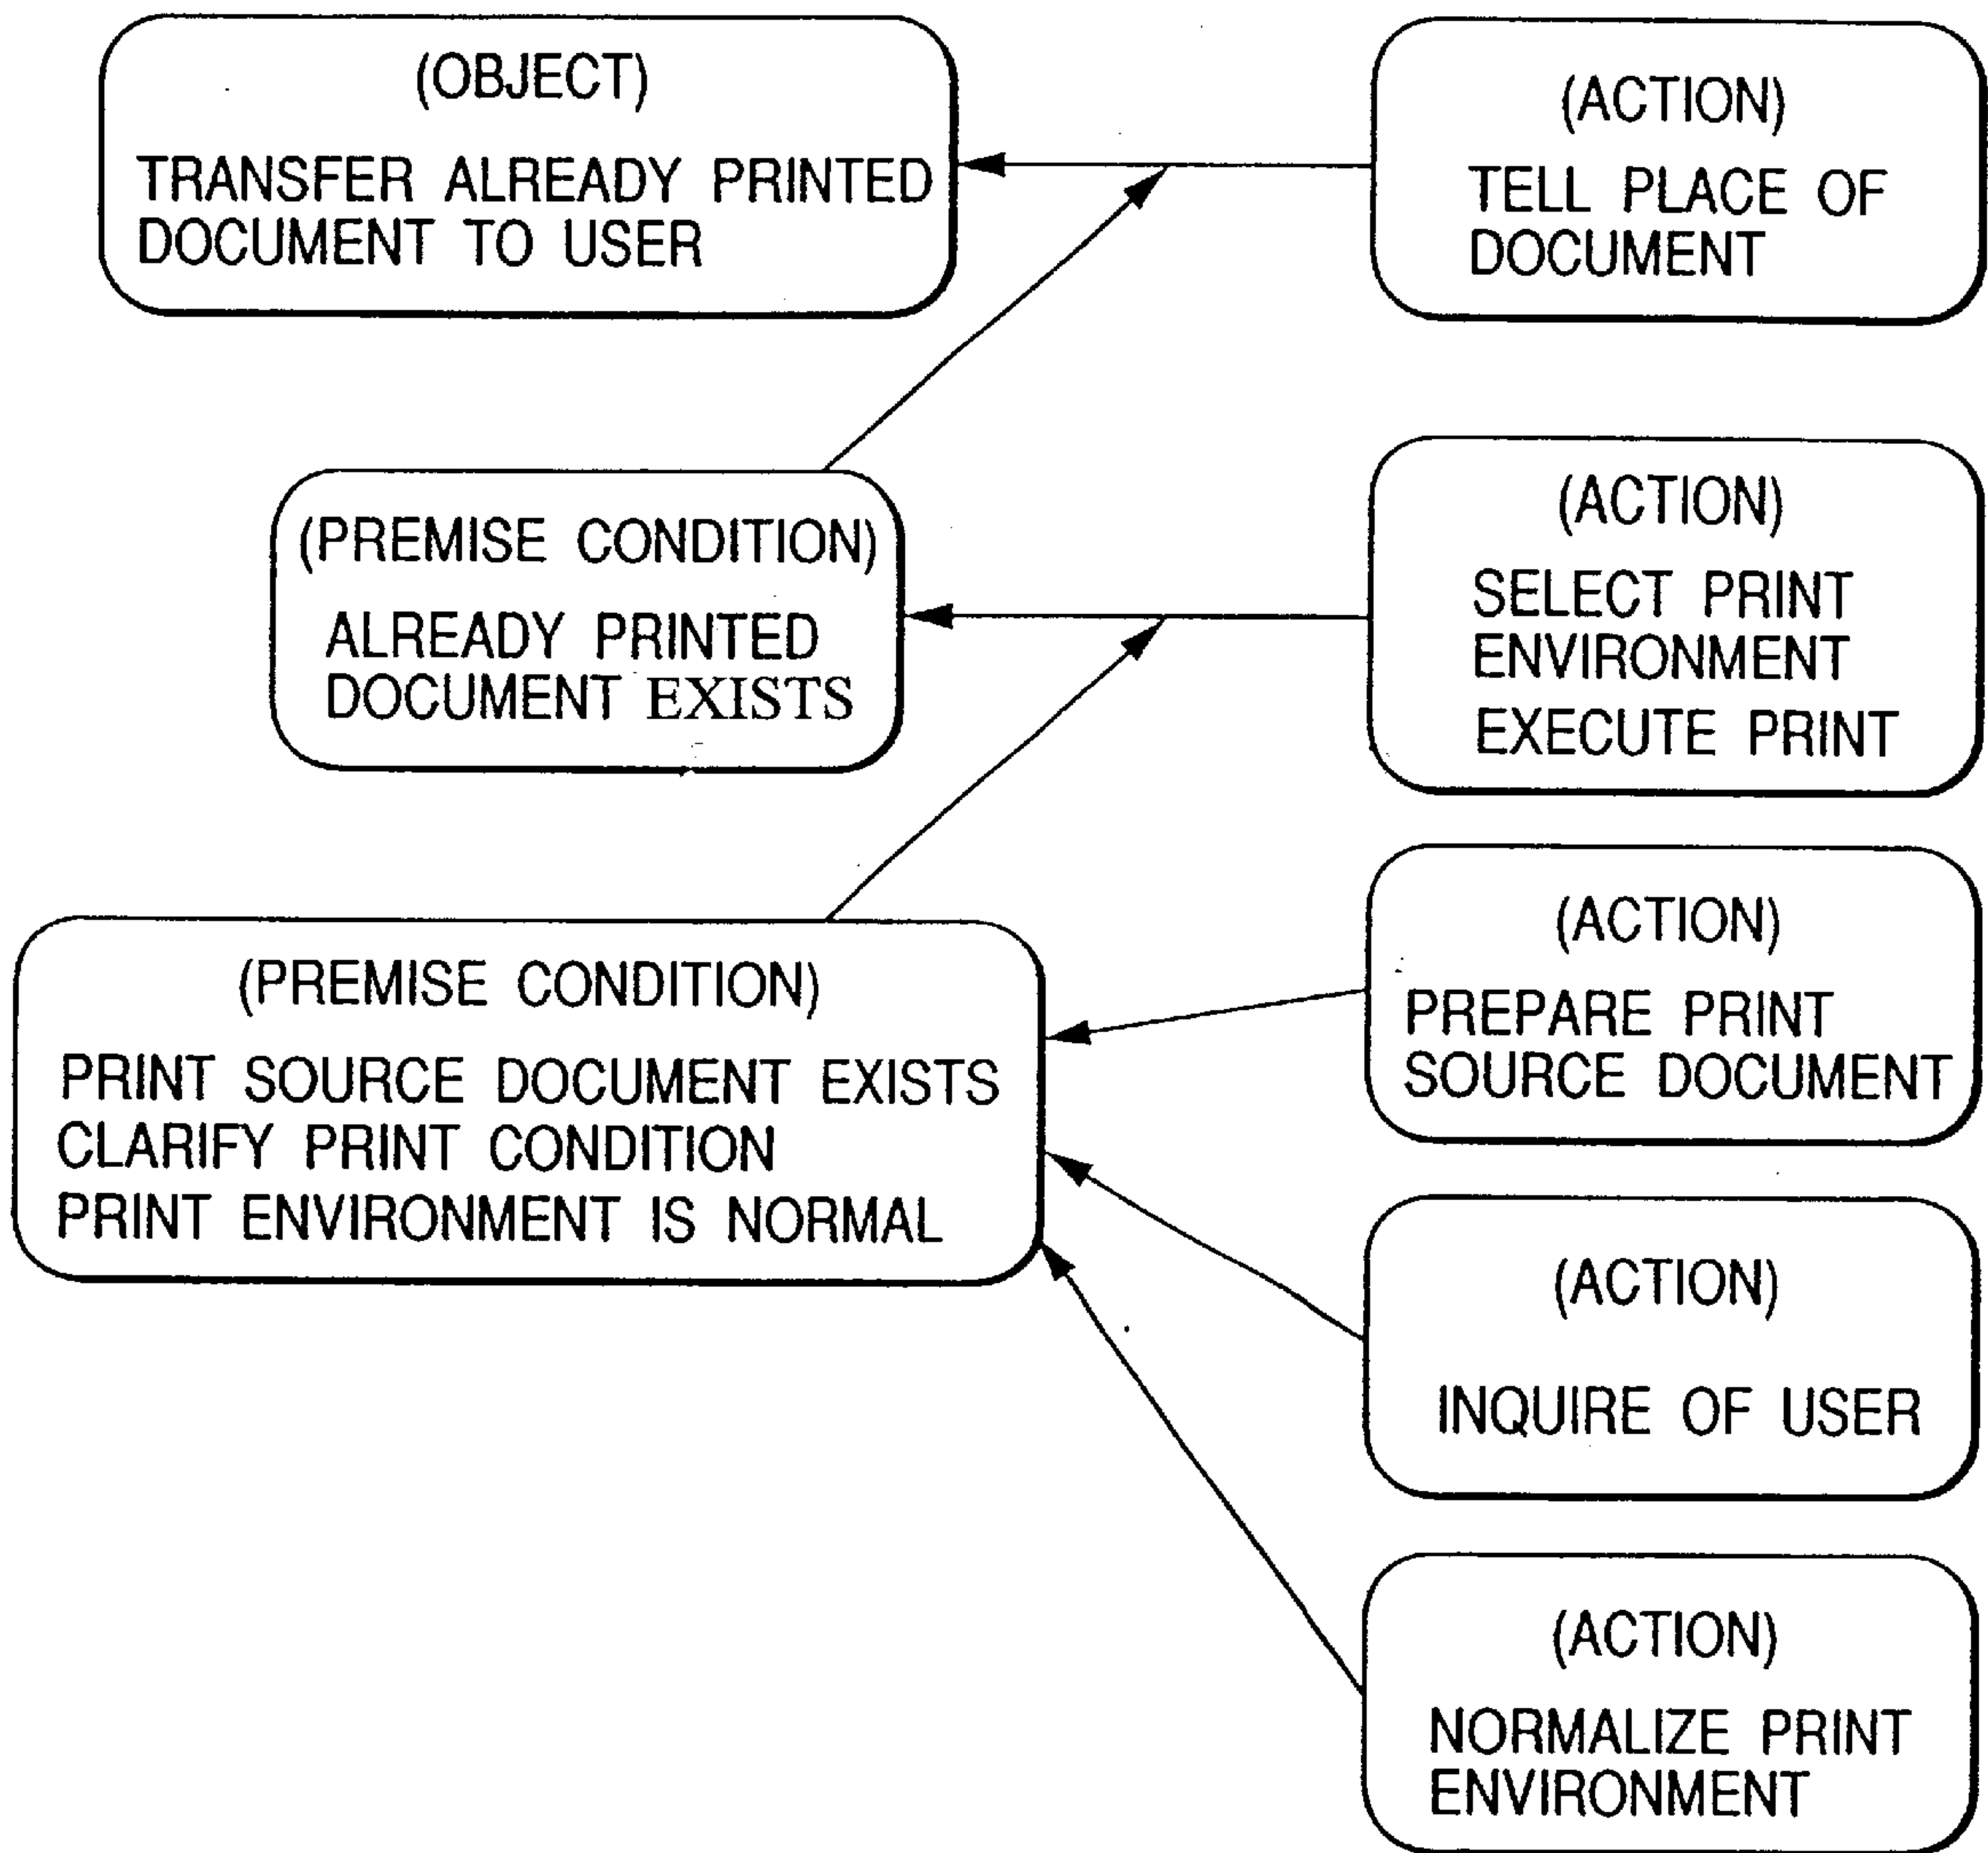 (OBJECT)
TRANSFER ALREADY PRINTED
DOCUMENT TO USER
(ACTION)
TELL PLACE OF
DOCUMENT
(PREMISE CONDITION)
ALREADY PRINTED
DOCUMENT EXISTS
(ACTION)
SELECT PRINT
ENVIRONMENT
EXECUTE PRINT
(PREMISE CONDITION)
PRINT SOURCE DOCUMENT EXISTS
CLARIFY PRINT CONDITION
PRINT ENVIRONMENT IS NORMAL
(ACTION)
PREPARE PRINT
SOURCE DOCUMENT
(ACTION)
INQUIRE OF USER
(ACTION)
NORMALIZE PRINT
ENVIRONMENT